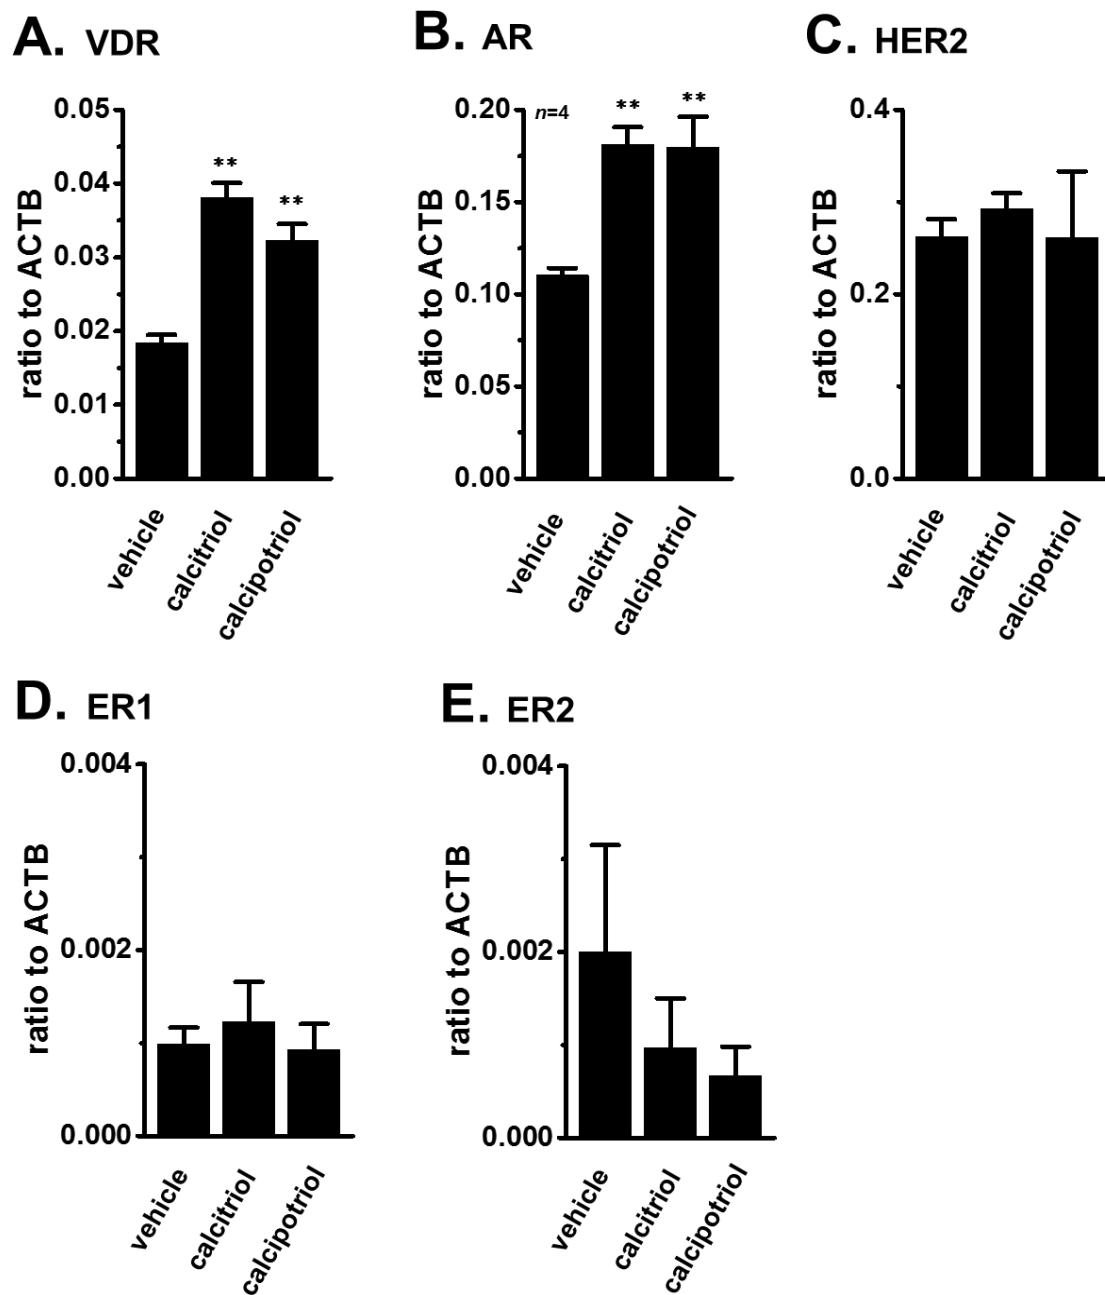 A. VDR
ratio to ACTB
0.05
0.04
0.03
0.02
0.01
0.00
**
**
vehicle
calcitriol
calcipotriol
B. AR
ratio to ACTB
0.20
0.15
0.10
0.05
0.00
n=4
**
**
vehicle
calcitriol
calcipotriol
C. HER2
ratio to ACTB
0.4
0.2
0.0
vehicle
calcitriol
calcipotriol
D. ER1
ratio to ACTB
0.004
0.002
0.000
vehicle
calcitriol
calcipotriol
E. ER2
ratio to ACTB
0.004
0.002
0.000
vehicle
calcitriol
calcipotriol